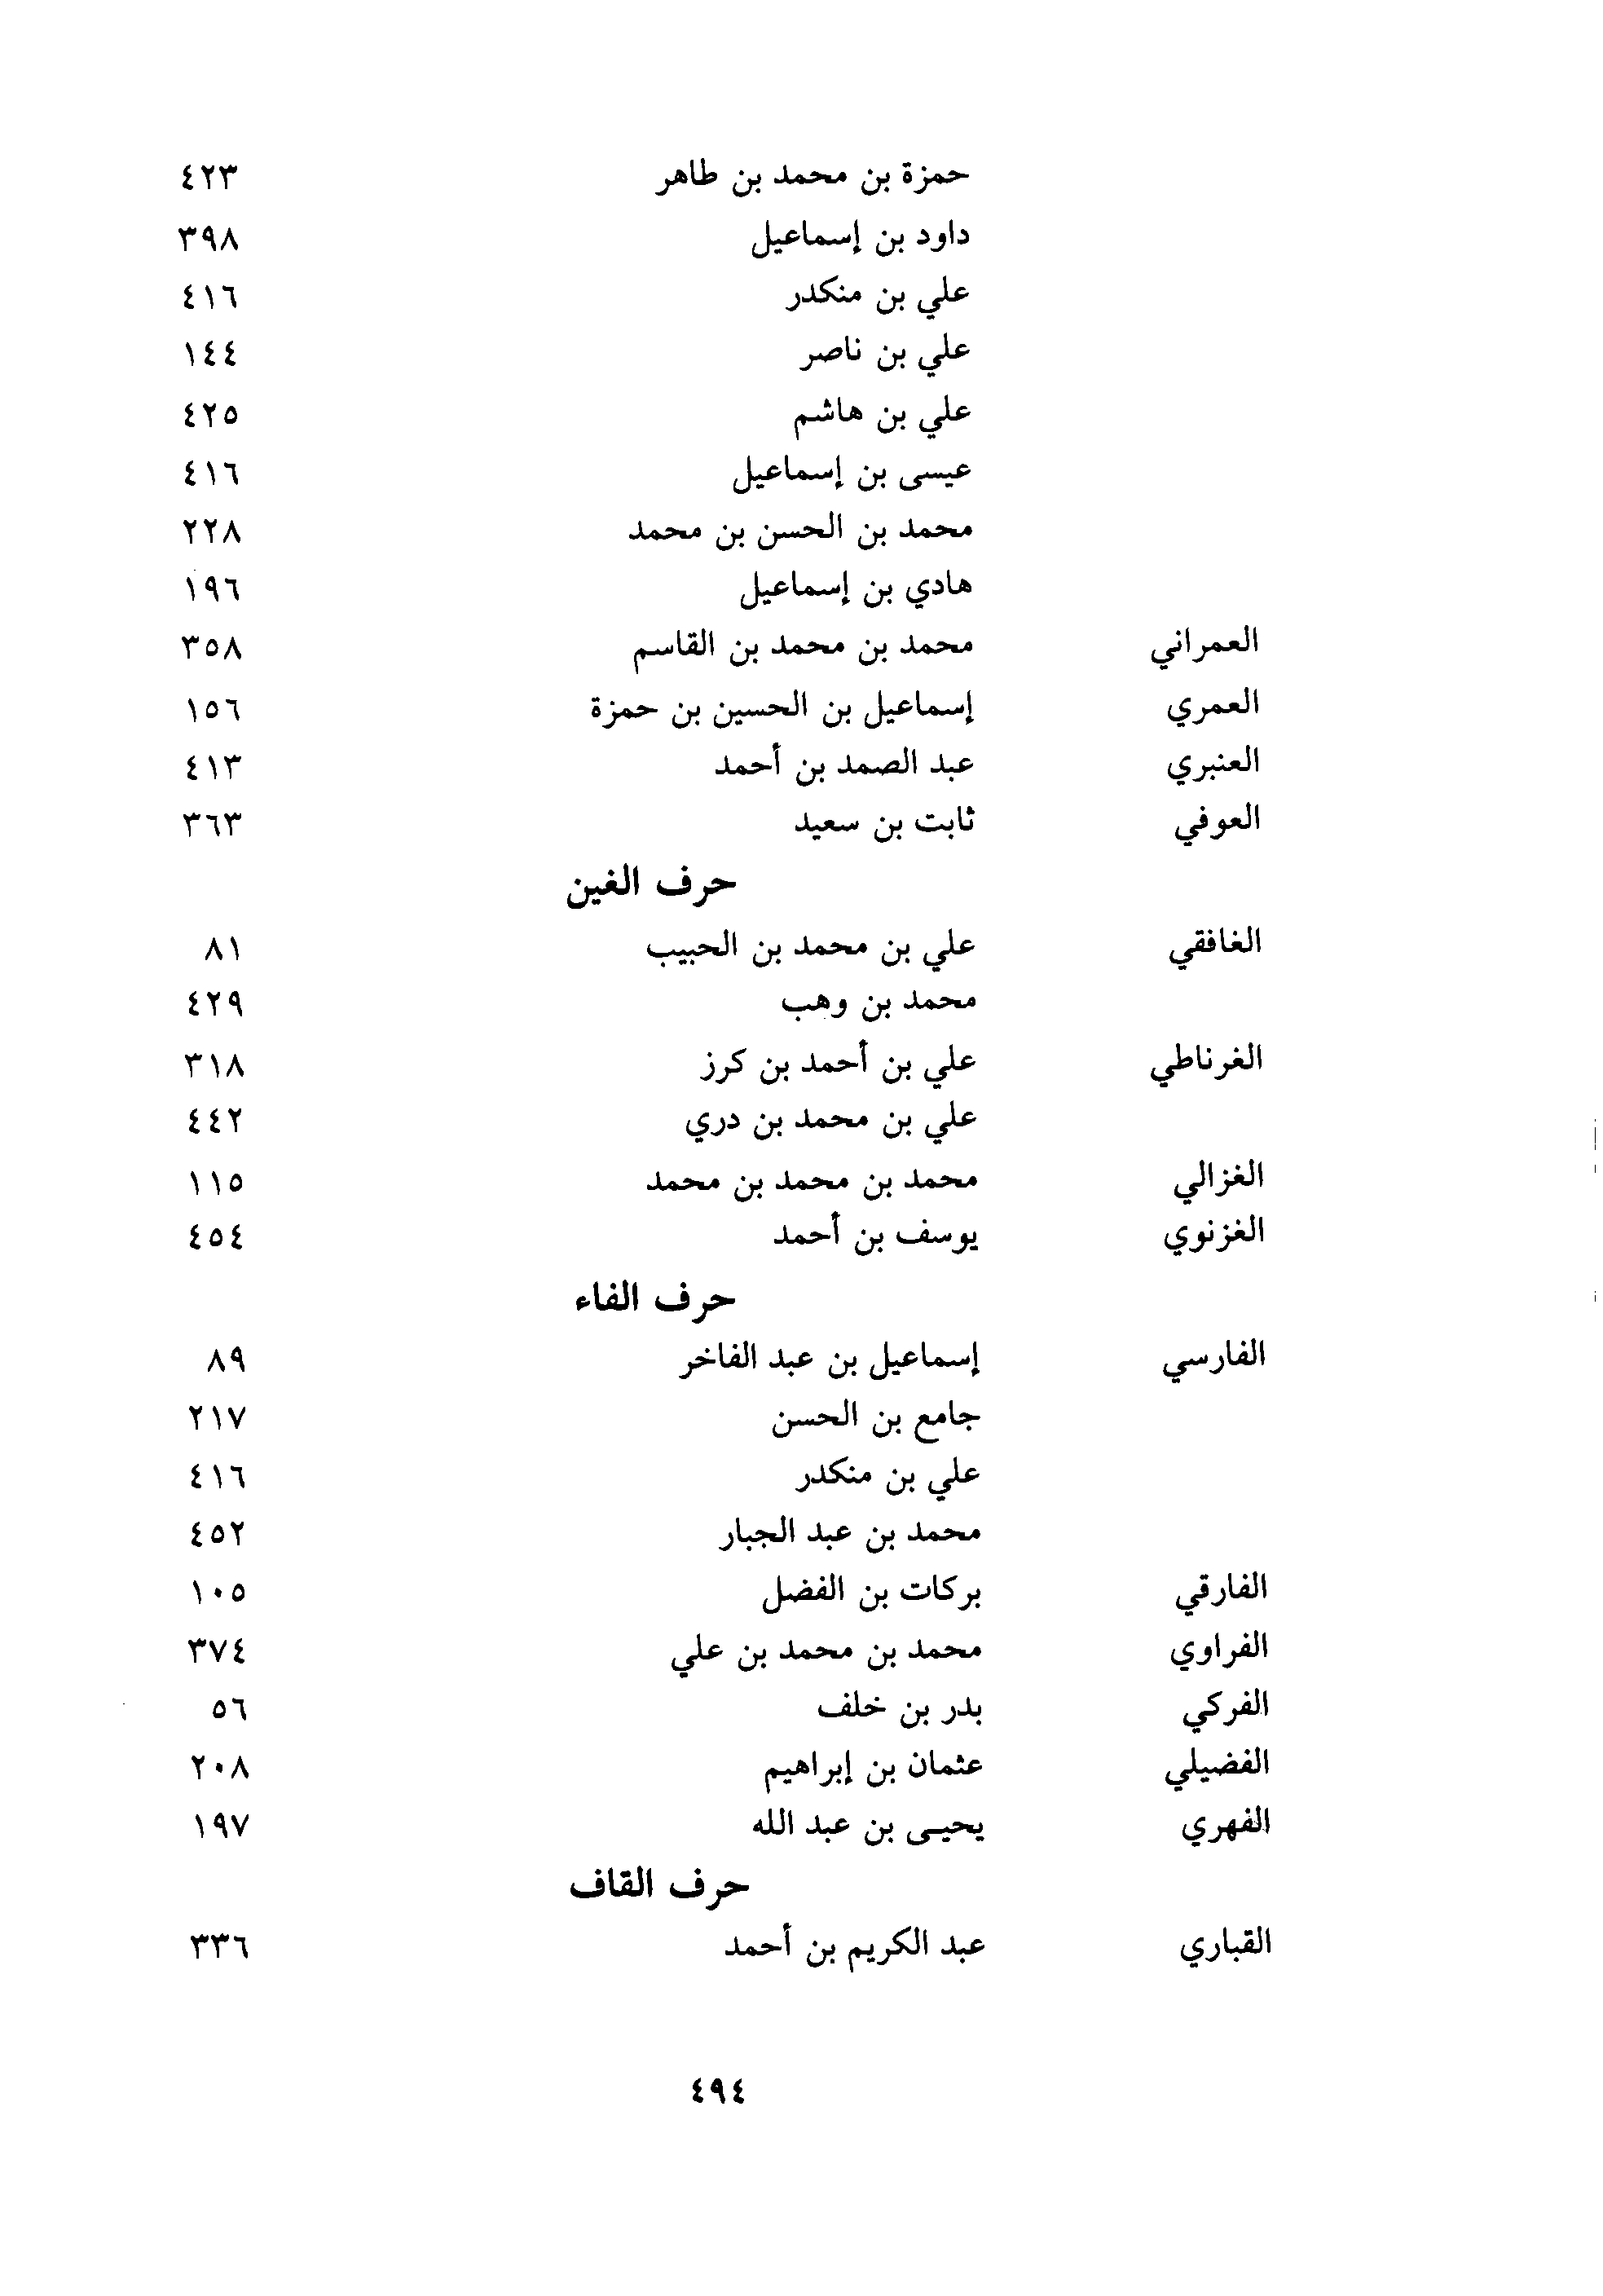 حمزة بن محمد بن طاهر ٤٢٣
داود بن إسماعيل ٣٩٨
علي بن منكدر ٤١٦
علي بن ناصر ١٤٤
علي بن هاشم ٤٢٥
عيسى بن إسماعيل ٤١٦
محمد بن الحسن بن محمد ٢٢٨
هادي بن إسماعيل ١٩٦
العمراني محمد بن محمد بن القاسم ٣٥٨
العمري إسماعيل بن الحسين بن حمزة ١٥٦
العنبري عبد الصمد بن أحمد ٤١٣
العوفي ثابت بن سعيد ٣٦٣
حرف الغين
الغافقي علي بن محمد بن الحبيب ٨١
محمد بن وهب ٤٢٩
الغرناطي علي بن أحمد بن كرز ٣١٨
علي بن محمد بن دري ٤٤٢
الغزالي محمد بن محمد بن محمد ١١٥
الغزنوي يوسف بن أحمد ٤٥٤
حرف الفاء
الفارسي إسماعيل بن عبد الفاخر ٨٩
جامع بن الحسن ٢١٧
علي بن منكدر ٤١٦
محمد بن عبد الجبار ٤٥٢
الفارقي بركات بن الفضل ١٠٥
الفراوي محمد بن محمد بن علي ٣٧٤
الفركي بدر بن خلف ٥٦
الفضيلي عثمان بن إبراهيم ٢٠٨
الفهري يحيـى بن عبد الله ١٩٧
حرف القاف
القباري عبد الكريم بن أحمد ٣٣٦
٤٩٤